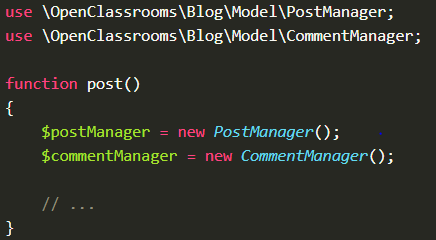 use \OpenClassrooms\Blog\Model\PostManager;
use \OpenClassrooms\Blog\Model\CommentManager;
function post()
{
$postManager = new PostManager();
$commentManager = new CommentManager();
// ...
}